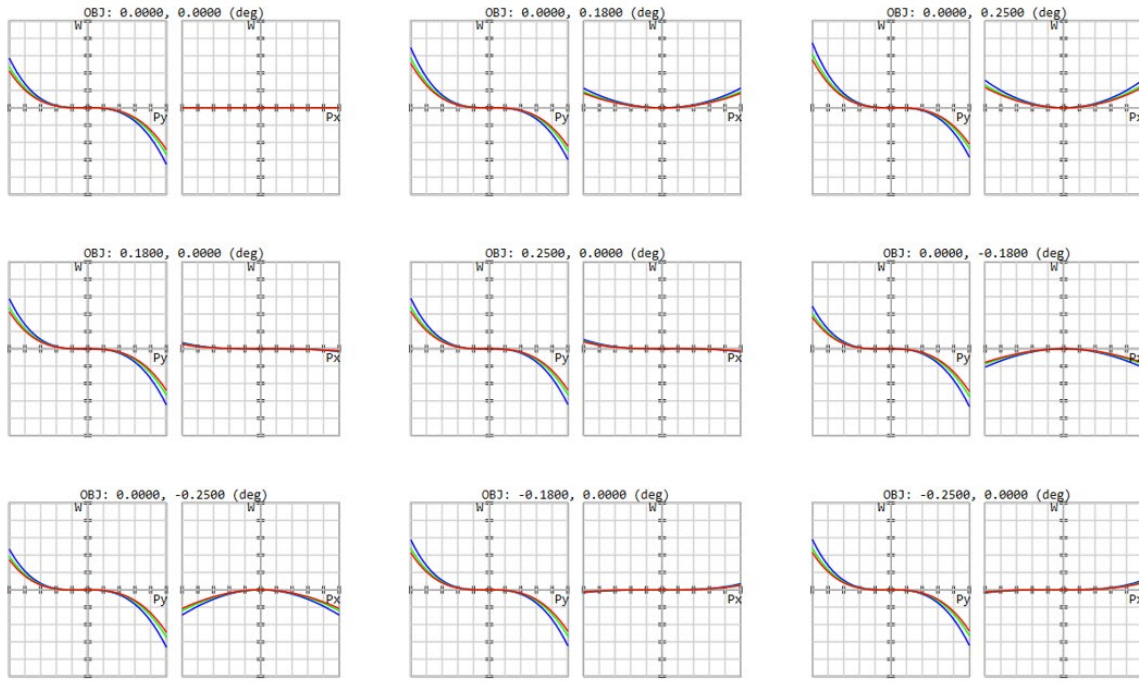 OBJ: 0.0000, 0.0000 (deg)
W
Py
Px
OBJ: 0.0000, 0.1800 (deg)
W
Py
Px
OBJ: 0.0000, 0.2500 (deg)
W
Py
Px
OBJ: 0.1800, 0.0000 (deg)
W
Py
Px
OBJ: 0.2500, 0.0000 (deg)
W
Py
Px
OBJ: 0.0000, -0.1800 (deg)
W
Py
Px
OBJ: 0.0000, -0.2500 (deg)
W
Py
Px
OBJ: -0.1800, 0.0000 (deg)
W
Py
Px
OBJ: -0.2500, 0.0000 (deg)
W
Py
Px